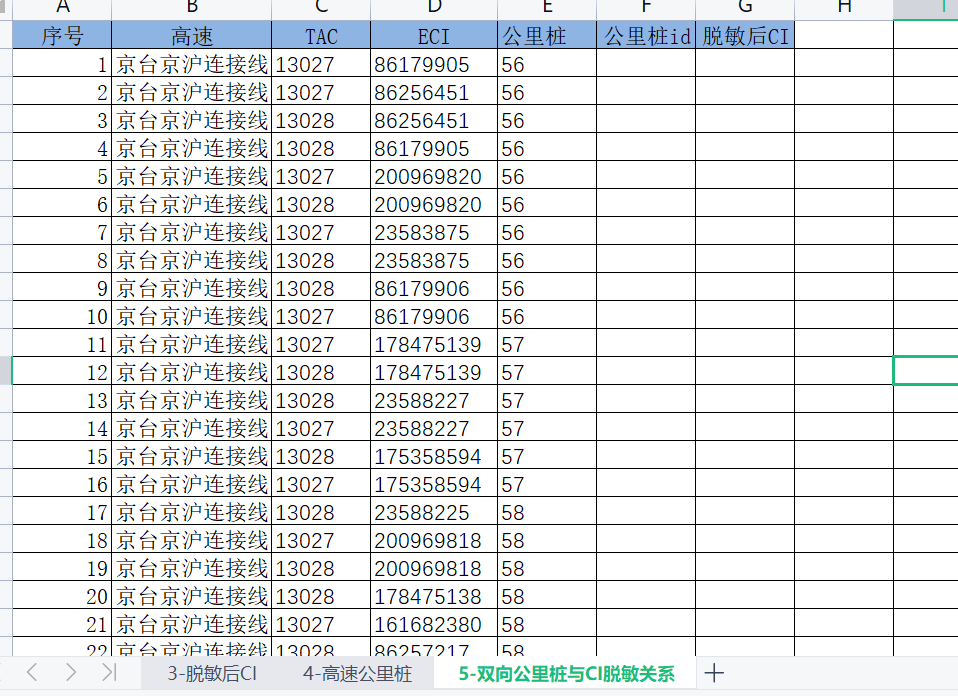 A B C D E F G H I
序号 高速 TAC ECI 公里桩 公里桩id 脱敏后CI
1 京台京沪连接线 13027 86179905 56
2 京台京沪连接线 13027 86256451 56
3 京台京沪连接线 13028 86256451 56
4 京台京沪连接线 13028 86179905 56
5 京台京沪连接线 13027 200969820 56
6 京台京沪连接线 13028 200969820 56
7 京台京沪连接线 13027 23583875 56
8 京台京沪连接线 13028 23583875 56
9 京台京沪连接线 13028 86179906 56
10 京台京沪连接线 13027 86179906 56
11 京台京沪连接线 13027 178475139 57
12 京台京沪连接线 13028 178475139 57
13 京台京沪连接线 13028 23588227 57
14 京台京沪连接线 13027 23588227 57
15 京台京沪连接线 13028 175358594 57
16 京台京沪连接线 13027 175358594 57
17 京台京沪连接线 13028 23588225 58
18 京台京沪连接线 13027 200969818 58
19 京台京沪连接线 13028 200969818 58
20 京台京沪连接线 13028 178475138 58
21 京台京沪连接线 13027 161682380 58
22 京台京沪连接线 13028 86257217 58
3-脱敏后CI 4-高速公里桩 5-双向公里桩与CI脱敏关系